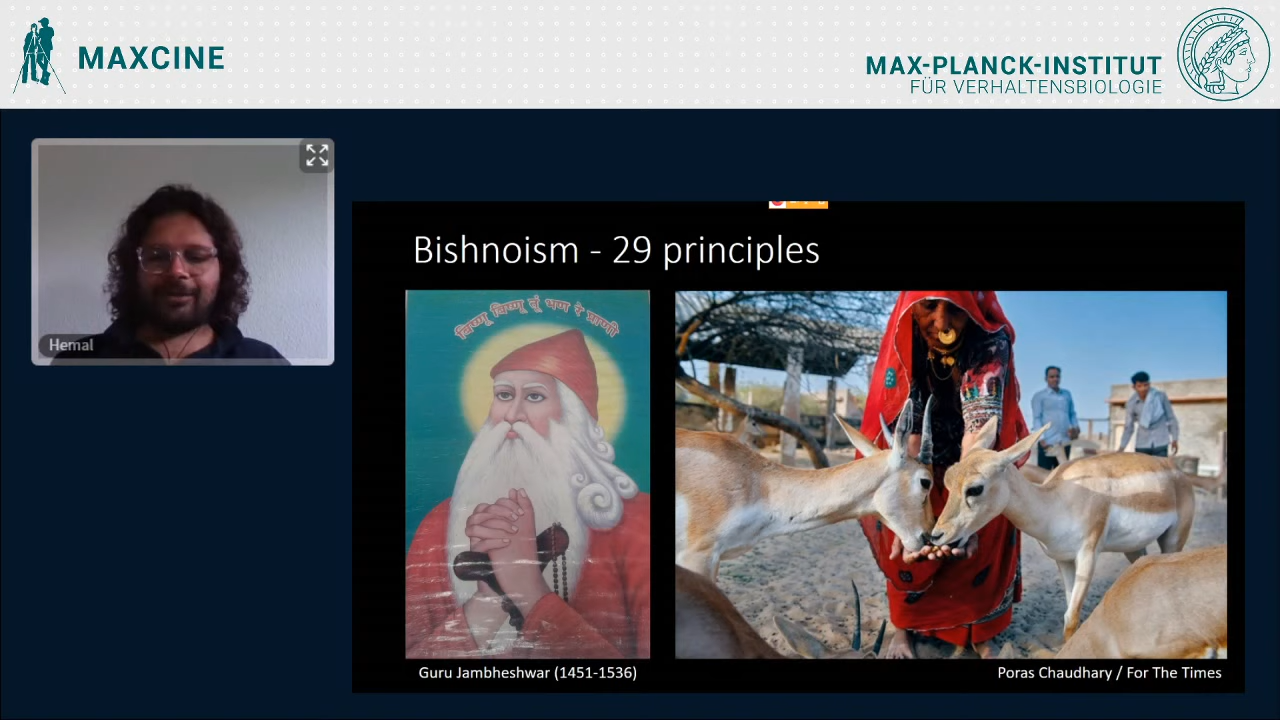 MAXCINE
MAX-PLANCK-INSTITUT
FÜR VERHALTENSBIOLOGIE
Hemal
Bishnoism - 29 principles
विष्णू विष्णू तूं भण रे प्राणी
Guru Jambheshwar (1451-1536)
Poras Chaudhary / For The Times